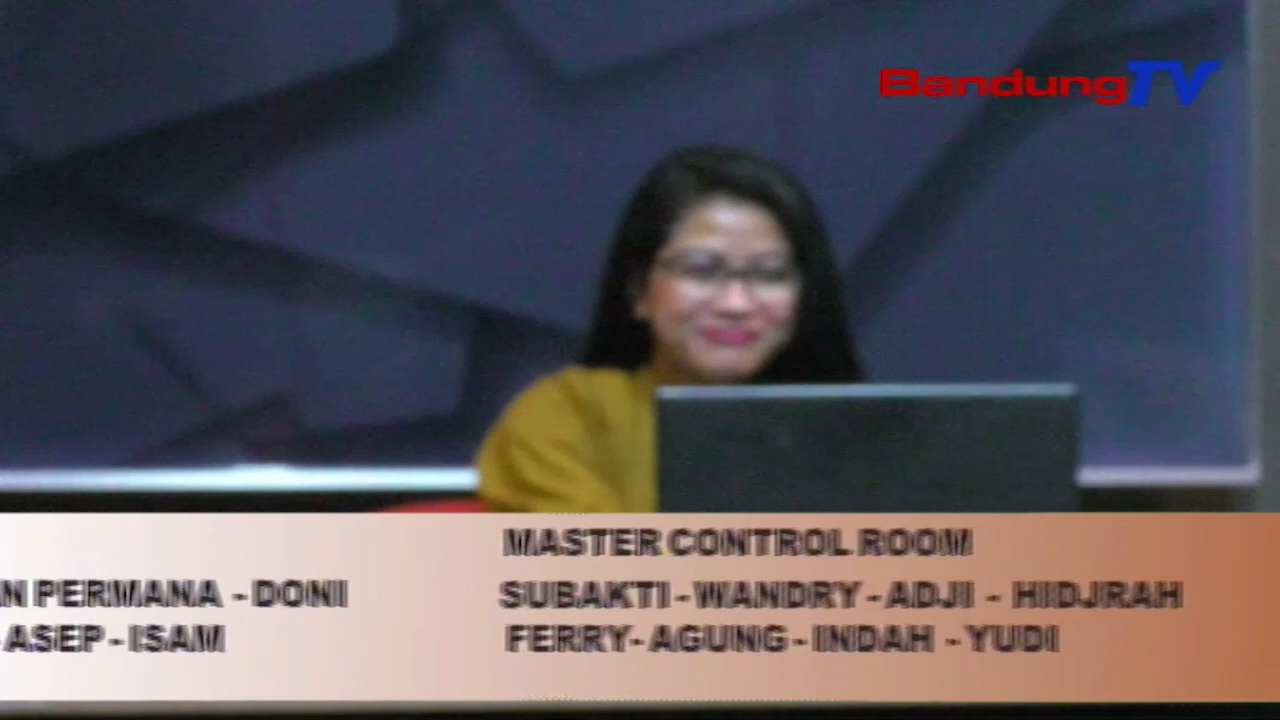 BandungTV
MASTER CONTROL ROOM
N PERMANA - DONI
SUBAKTI - WANDRY - ADJI - HIDJRAH
- ASEP - ISAM
FERRY - AGUNG - INDAH - YUDI